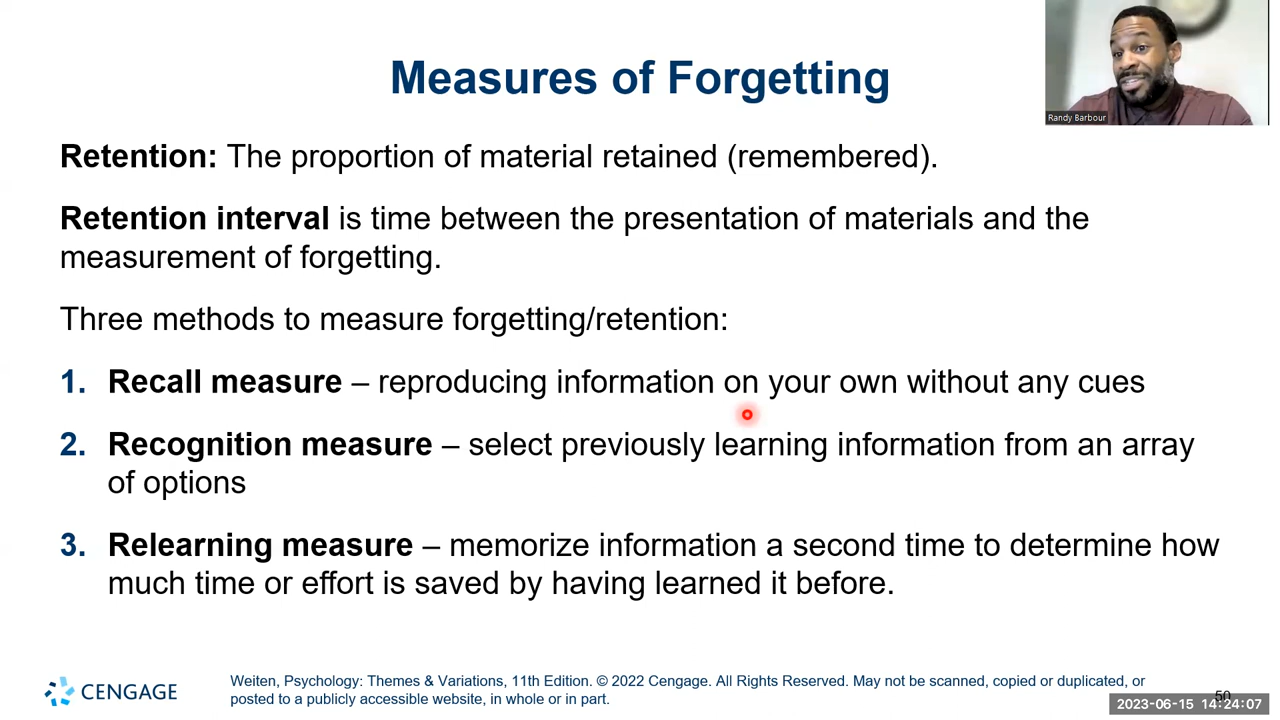 Measures of Forgetting
Randy Barbour
Retention: The proportion of material retained (remembered).
Retention interval is time between the presentation of materials and the
measurement of forgetting.
Three methods to measure forgetting/retention:
1. Recall measure – reproducing information on your own without any cues
2. Recognition measure – select previously learning information from an array
of options
3. Relearning measure – memorize information a second time to determine how
much time or effort is saved by having learned it before.
CENGAGE
Weiten, Psychology: Themes & Variations, 11th Edition. © 2022 Cengage. All Rights Reserved. May not be scanned, copied or duplicated, or
posted to a publicly accessible website, in whole or in part.
50
2023-06-15 14:24:07